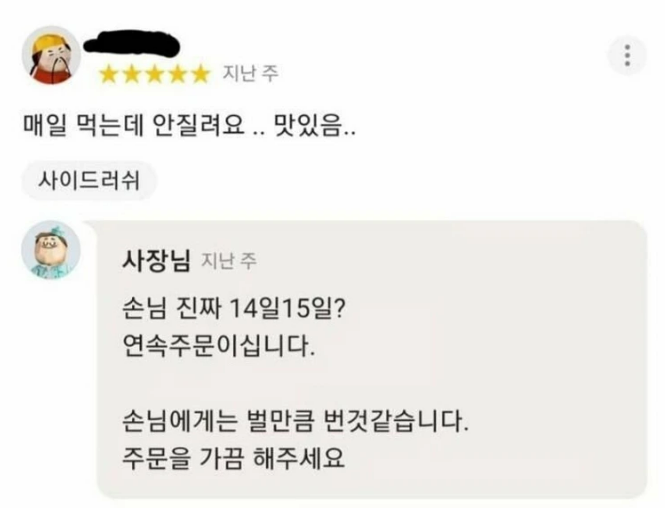 지난 주
매일 먹는데 안질려요 .. 맛있음..
사이드러쉬
사장님 지난 주
손님 진짜 14일15일?
연속주문이십니다.
손님에게는 벌만큼 번것같습니다.
주문을 가끔 해주세요